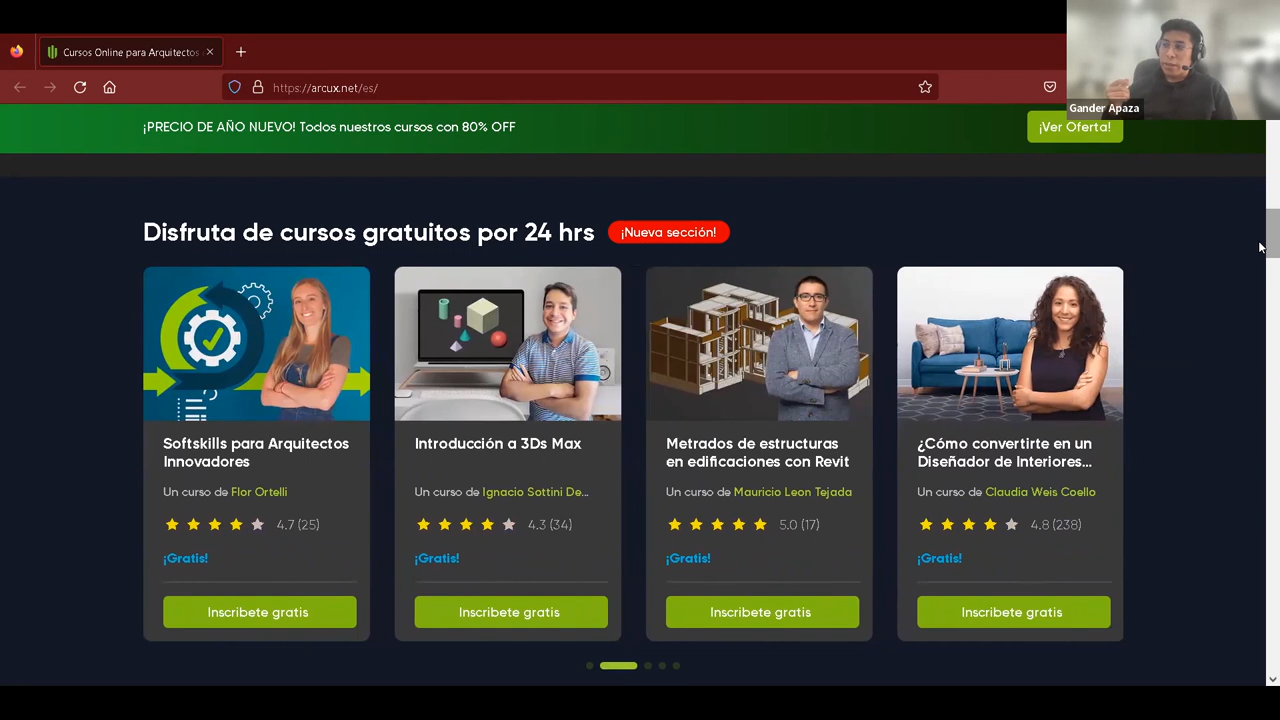 Cursos Online para Arquitectos
Gander Apaza
https://arcux.net/es/
¡PRECIO DE AÑO NUEVO! Todos nuestros cursos con 80% OFF
¡Ver Oferta!
Disfruta de cursos gratuitos por 24 hrs
¡Nueva sección!
Softskills para Arquitectos
Innovadores
Un curso de Flor Ortelli
4.7 (25)
¡Gratis!
Inscribete gratis
Introducción a 3Ds Max
Un curso de Ignacio Sottini De...
4.3 (34)
¡Gratis!
Inscribete gratis
Metrados de estructuras
en edificaciones con Revit
Un curso de Mauricio Leon Tejada
5.0 (17)
¡Gratis!
Inscribete gratis
¿Cómo convertirte en un
Diseñador de Interiores...
Un curso de Claudia Weis Coello
4.8 (238)
¡Gratis!
Inscribete gratis